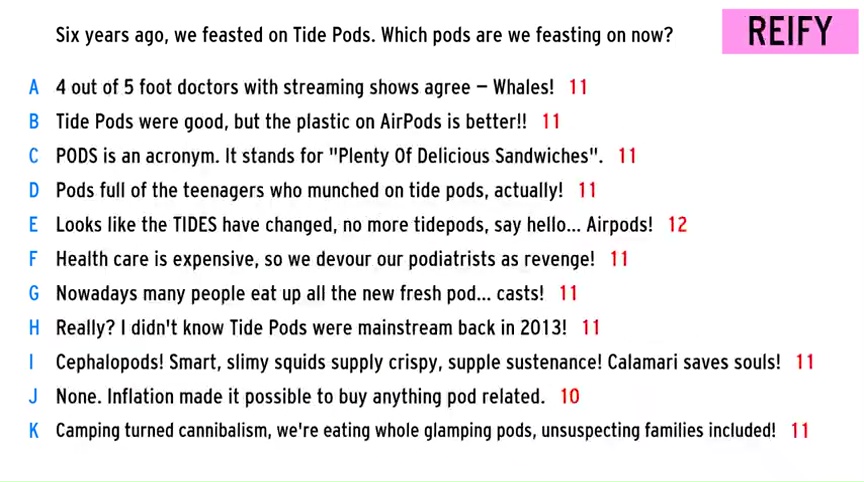 Six years ago, we feasted on Tide Pods. Which pods are we feasting on now?
REIFY
A 4 out of 5 foot doctors with streaming shows agree – Whales! 11
B Tide Pods were good, but the plastic on AirPods is better!! 11
C PODS is an acronym. It stands for "Plenty Of Delicious Sandwiches". 11
D Pods full of the teenagers who munched on tide pods, actually! 11
E Looks like the TIDES have changed, no more tidepods, say hello... Airpods! 12
F Health care is expensive, so we devour our podiatrists as revenge! 11
G Nowadays many people eat up all the new fresh pod... casts! 11
H Really? I didn't know Tide Pods were mainstream back in 2013! 11
I Cephalopods! Smart, slimy squids supply crispy, supple sustenance! Calamari saves souls! 11
J None. Inflation made it possible to buy anything pod related. 10
K Camping turned cannibalism, we're eating whole glamping pods, unsuspecting families included! 11